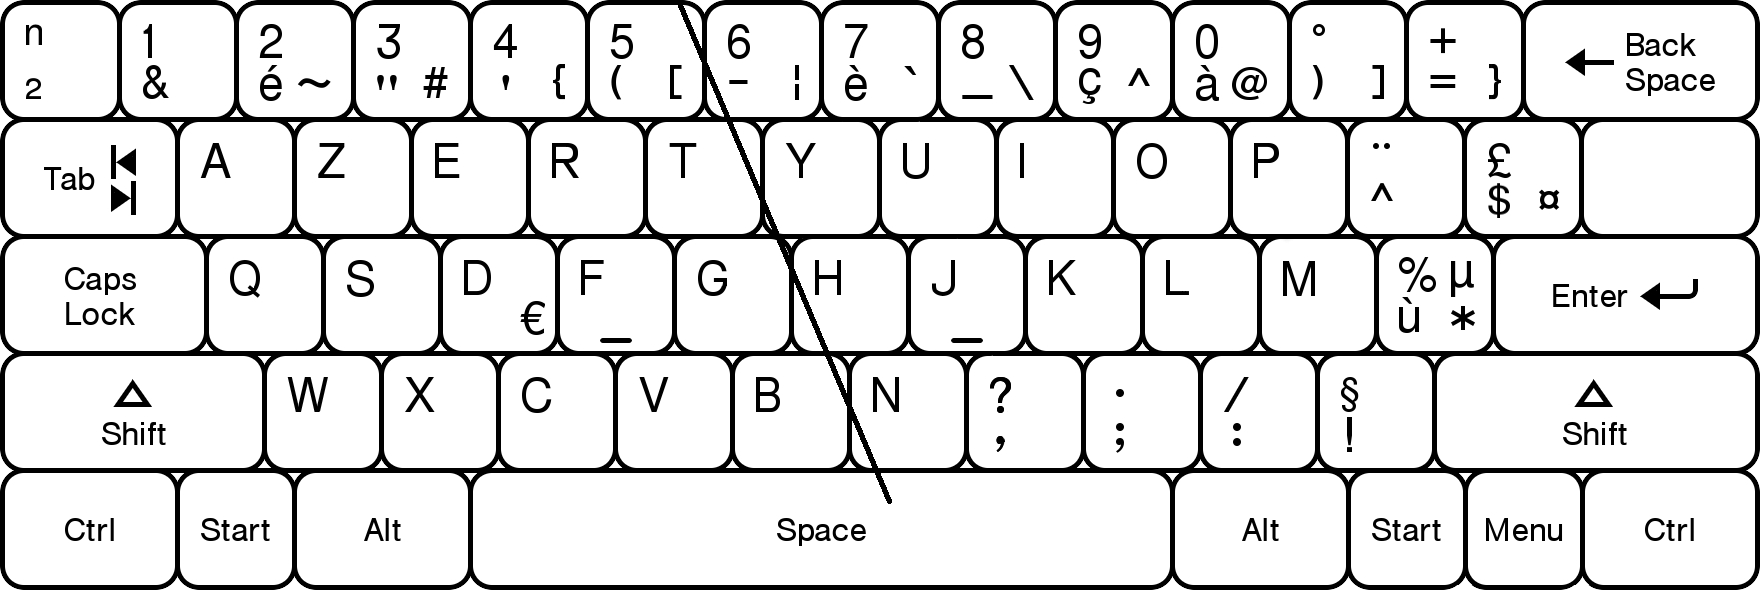 n 1 2 3 4 5 6 7 8 9 0 ° + Back
2 & é ~ " # ' { ( [ - ¦ è ` _ \ ç ^ à @ ) ] = } Space
Tab A Z E R T Y U I O P ¨ £
^ $ ¤
Caps Q S D F G H J K L M % µ Enter
Lock € _ _ ù *
W X C V B N ? . / §
Shift , ; : ! Shift
Ctrl Start Alt Space Alt Start Menu Ctrl